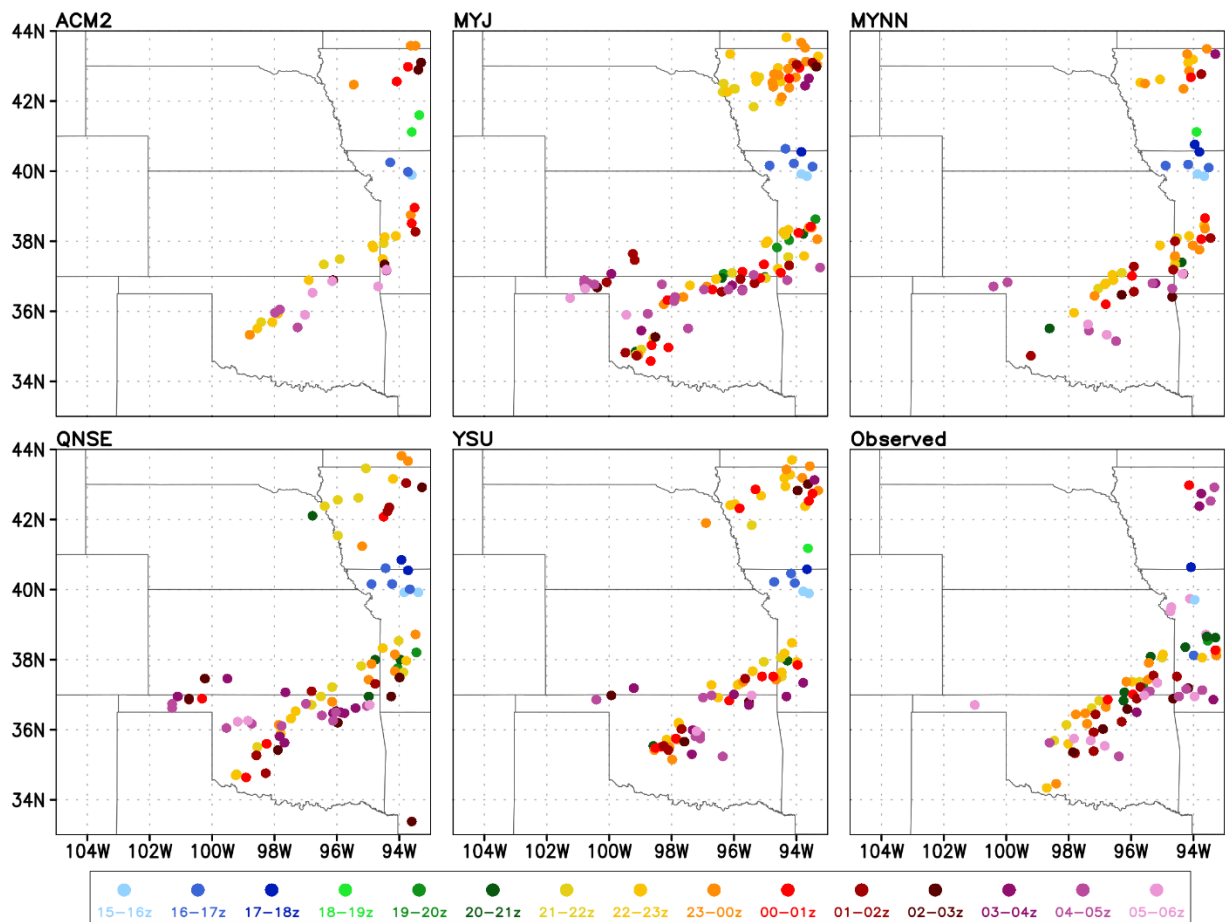 ACM2 MYJ MYNN
44N
42N
40N
38N
36N
34N
QNSE YSU Observed
44N
42N
40N
38N
36N
34N
104W 102W 100W 98W 96W 94W 104W 102W 100W 98W 96W 94W 104W 102W 100W 98W 96W 94W
15-16z 16-17z 17-18z 18-19z 19-20z 20-21z 21-22z 22-23z 23-00z 00-01z 01-02z 02-03z 03-04z 04-05z 05-06z